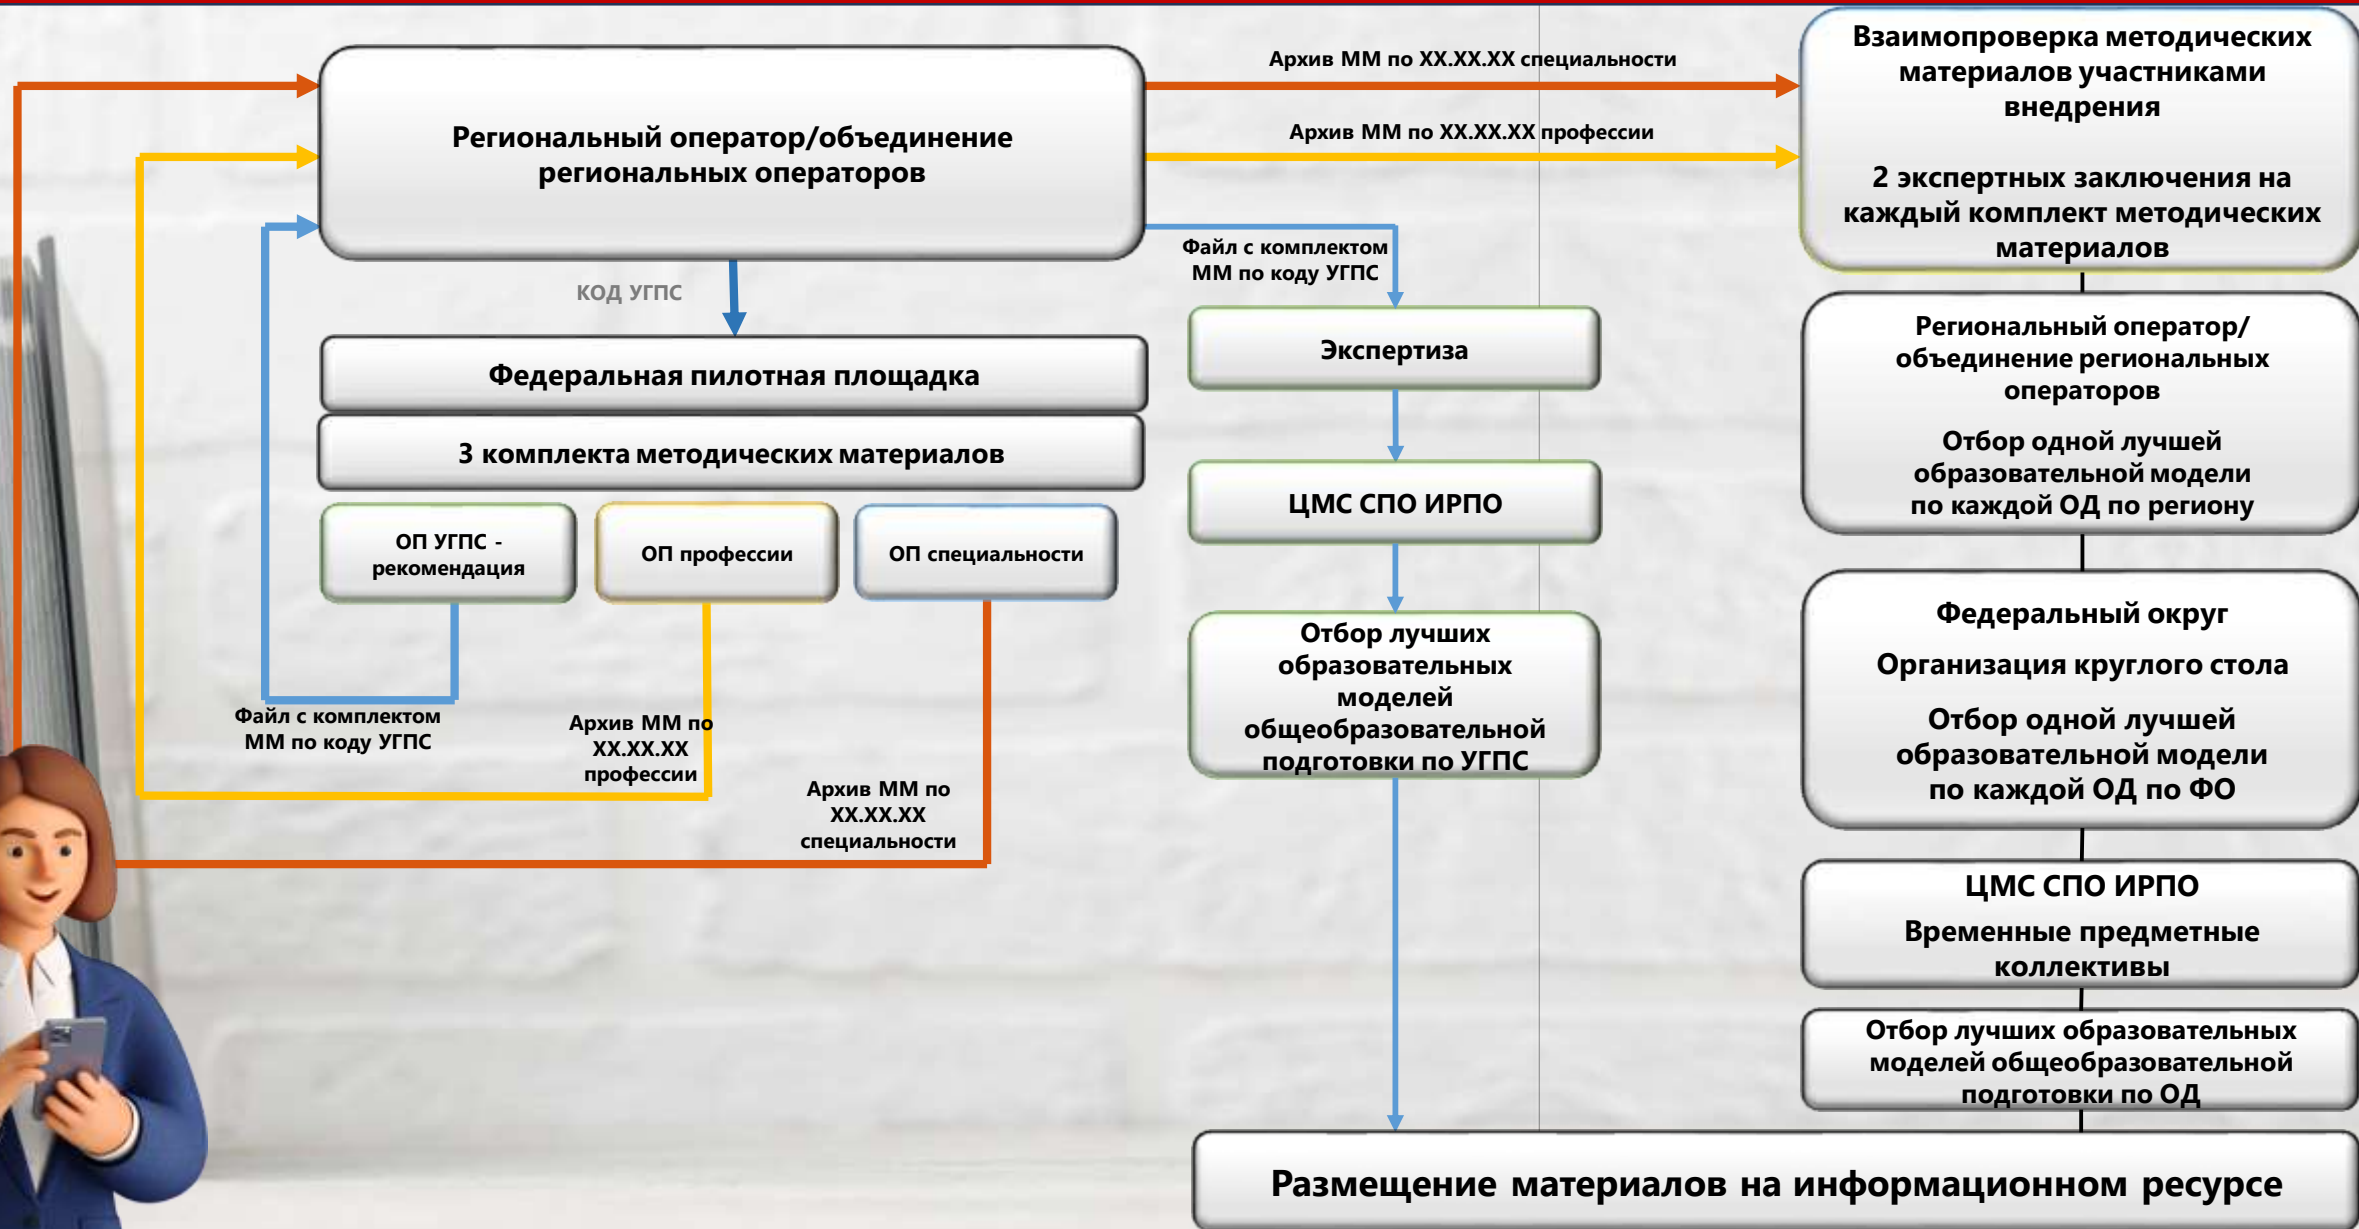 Региональный оператор/объединение
региональных операторов
КОД УГПС
Федеральная пилотная площадка
3 комплекта методических материалов
ОП УГПС -
рекомендация
ОП профессии
ОП специальности
Файл с комплектом
ММ по коду УГПС
Архив ММ по
XX.XX.XX
профессии
Архив ММ по
XX.XX.XX
специальности
Архив ММ по XX.XX.XX специальности
Архив ММ по XX.XX.XX профессии
Файл с комплектом
ММ по коду УГПС
Экспертиза
ЦМС СПО ИРПО
Отбор лучших
образовательных
моделей
общеобразовательной
подготовки по УГПС
Взаимопроверка методических
материалов участниками
внедрения
2 экспертных заключения на
каждый комплект методических
материалов
Региональный оператор/
объединение региональных
операторов
Отбор одной лучшей
образовательной модели
по каждой ОД по региону
Федеральный округ
Организация круглого стола
Отбор одной лучшей
образовательной модели
по каждой ОД по ФО
ЦМС СПО ИРПО
Временные предметные
коллективы
Отбор лучших образовательных
моделей общеобразовательной
подготовки по ОД
Размещение материалов на информационном ресурсе